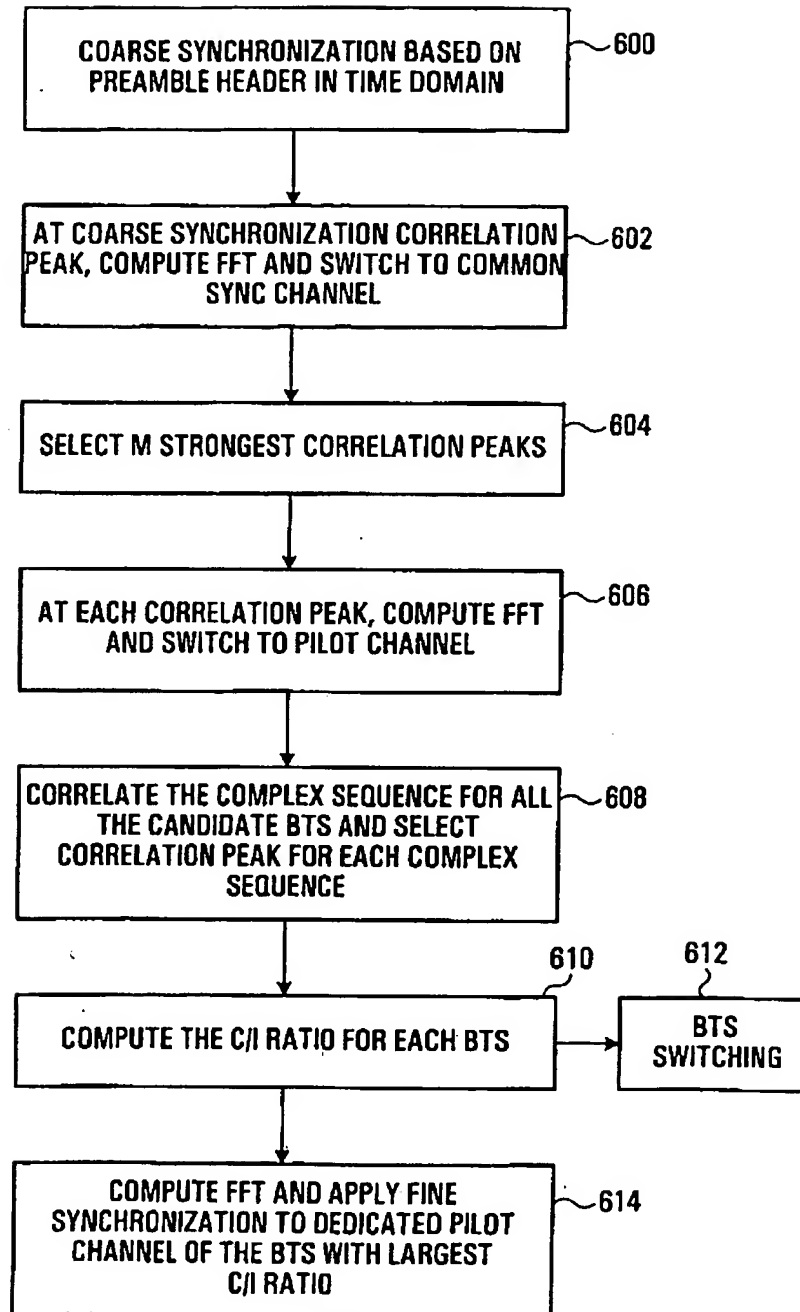 COARSE SYNCHRONIZATION BASED ON
PREAMBLE HEADER IN TIME DOMAIN
600
AT COARSE SYNCHRONIZATION CORRELATION
PEAK, COMPUTE FFT AND SWITCH TO COMMON
SYNC CHANNEL
602
SELECT M STRONGEST CORRELATION PEAKS
604
AT EACH CORRELATION PEAK, COMPUTE FFT
AND SWITCH TO PILOT CHANNEL
606
CORRELATE THE COMPLEX SEQUENCE FOR ALL
THE CANDIDATE BTS AND SELECT
CORRELATION PEAK FOR EACH COMPLEX
SEQUENCE
608
COMPUTE THE C/I RATIO FOR EACH BTS
610
612
BTS
SWITCHING
COMPUTE FFT AND APPLY FINE
SYNCHRONIZATION TO DEDICATED PILOT
CHANNEL OF THE BTS WITH LARGEST
C/I RATIO
614